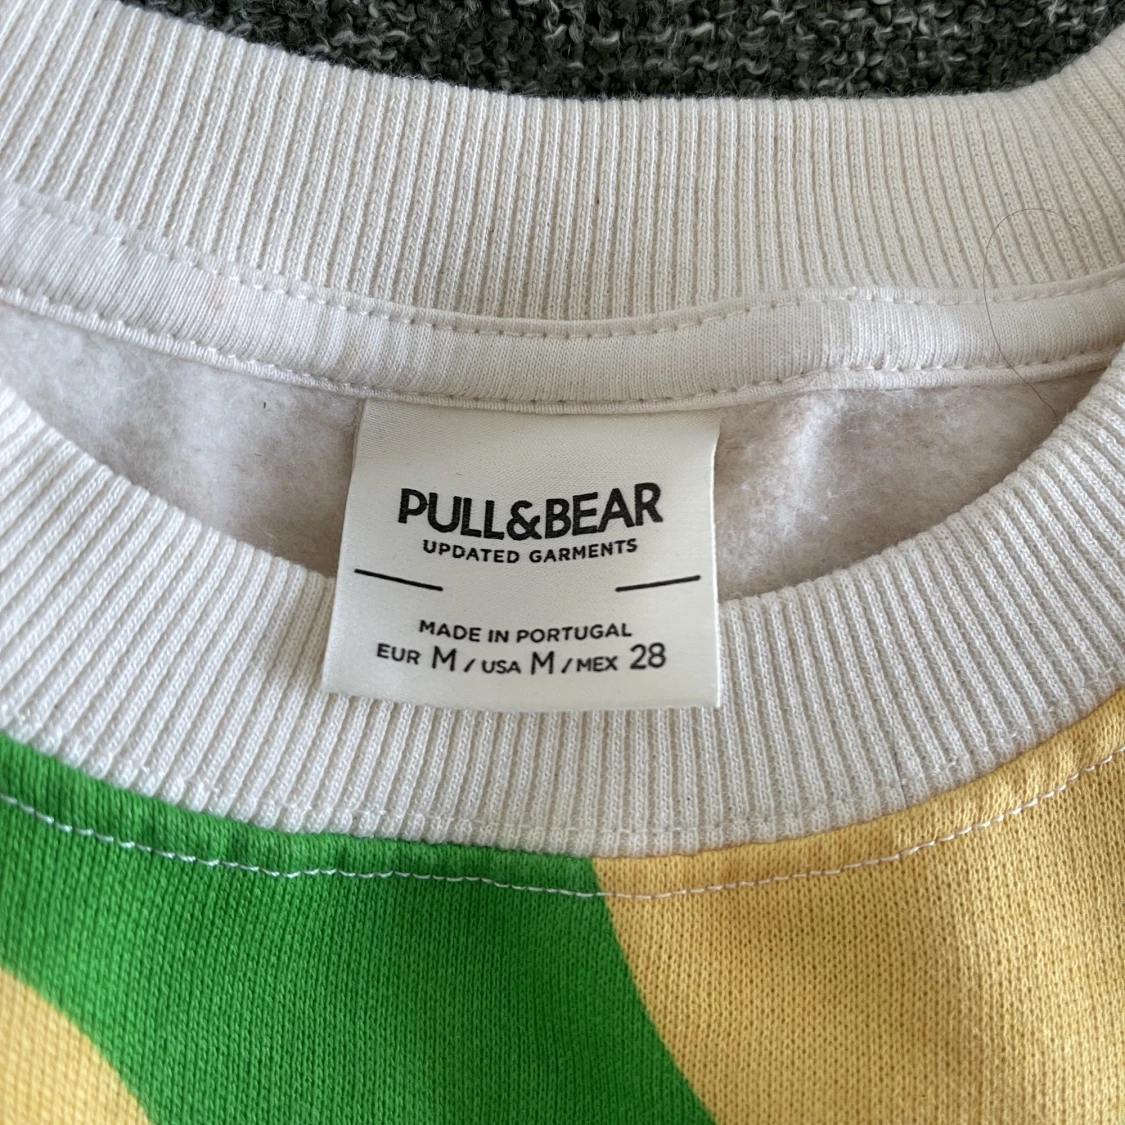 PULL&BEAR
UPDATED GARMENTS
MADE IN PORTUGAL
EUR M / USA M / MEX 28